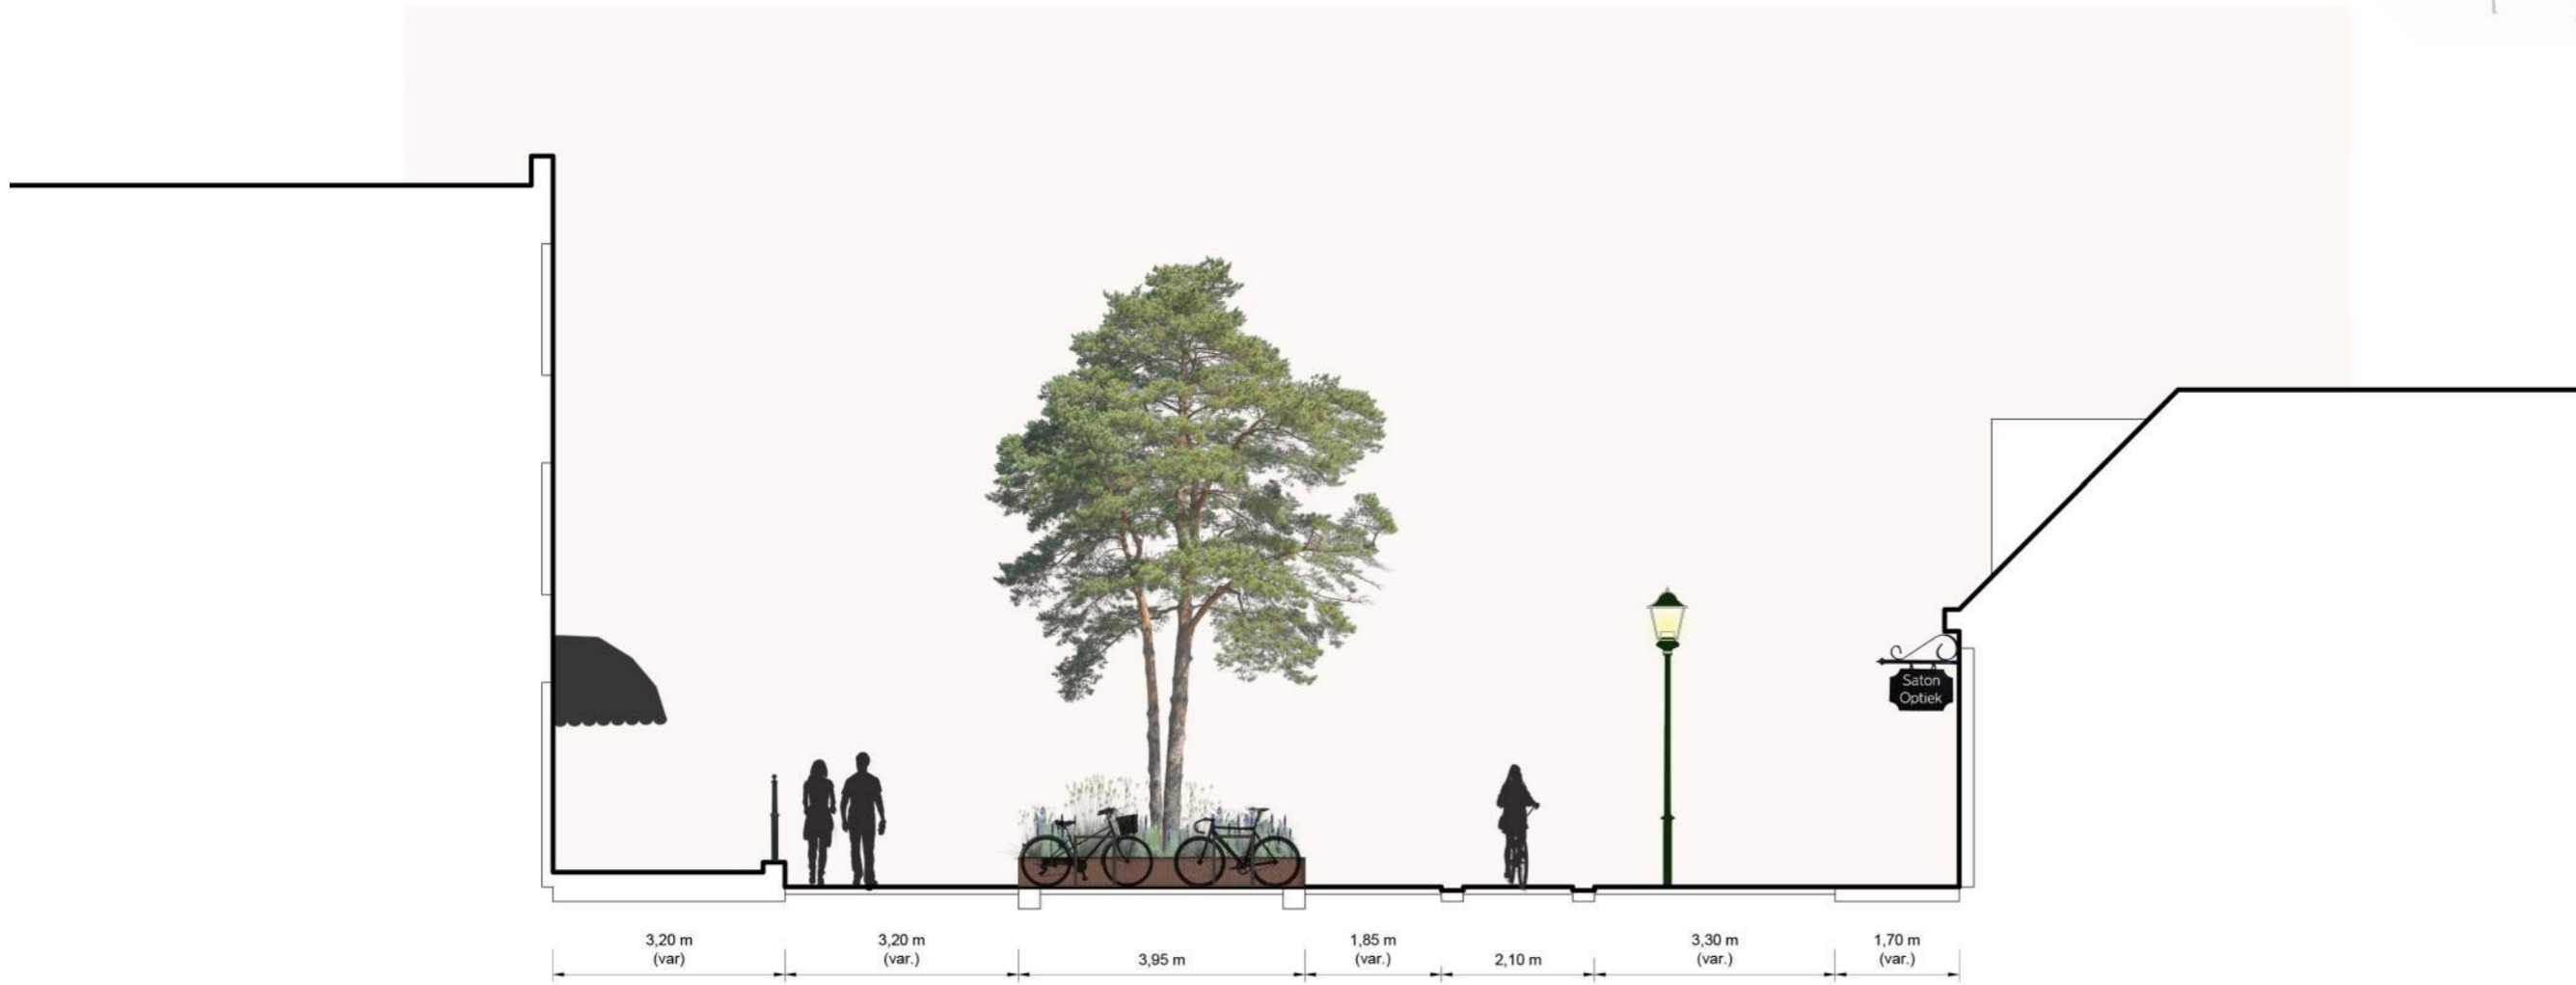 Saton
Optiek
3,20 m
(var)
3,20 m
(var.)
3,95 m
1,85 m
(var.)
2,10 m
3,30 m
(var.)
1,70 m
(var.)